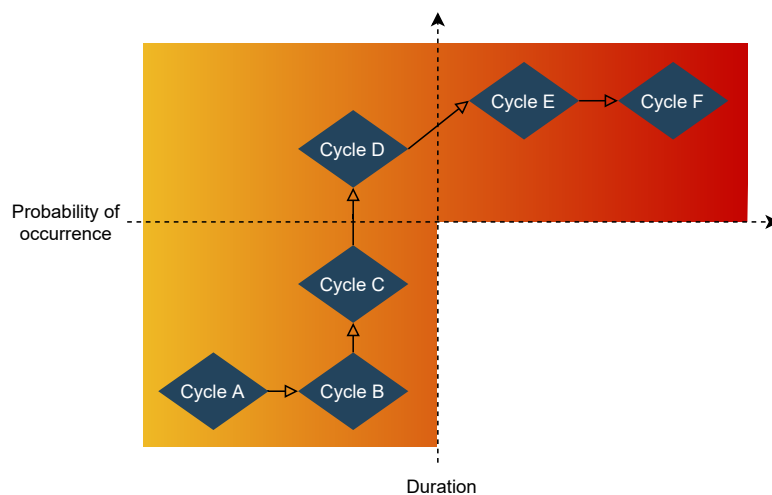 Cycle E
Cycle F
Cycle D
Probability of
occurrence
Cycle C
Cycle A
Cycle B
Duration